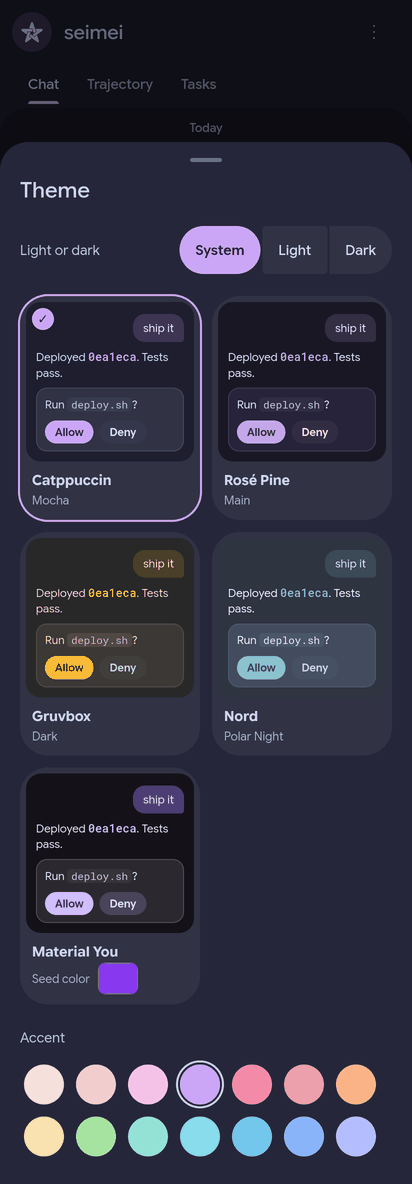 seimei
Chat Trajectory Tasks
Today
Theme
Light or dark System Light Dark
✓ ship it
Deployed 0ea1eca. Tests
pass.
Run deploy.sh ?
Allow Deny
Catppuccin
Mocha
ship it
Deployed 0ea1eca. Tests
pass.
Run deploy.sh ?
Allow Deny
Rosé Pine
Main
ship it
Deployed 0ea1eca. Tests
pass.
Run deploy.sh ?
Allow Deny
Gruvbox
Dark
ship it
Deployed 0ea1eca. Tests
pass.
Run deploy.sh ?
Allow Deny
Nord
Polar Night
ship it
Deployed 0ea1eca. Tests
pass.
Run deploy.sh ?
Allow Deny
Material You
Seed color
Accent